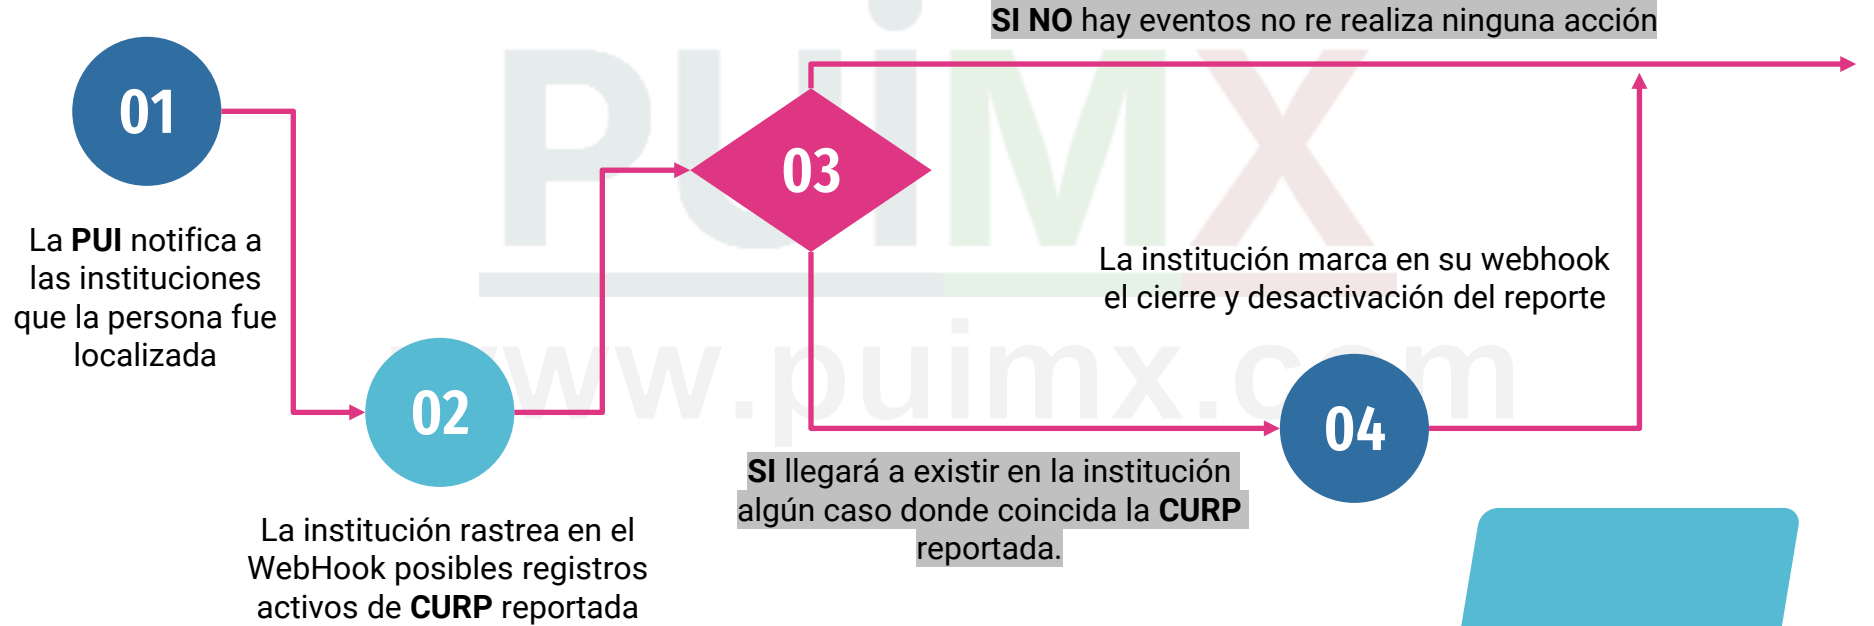 SI NO hay eventos no re realiza ninguna acción
01
La PUI notifica a
las instituciones
que la persona fue
localizada
02
La institución rastrea en el
WebHook posibles registros
activos de CURP reportada
03
SI llegará a existir en la institución
algún caso donde coincida la CURP
reportada.
La institución marca en su webhook
el cierre y desactivación del reporte
04
PUiMX
www.puimx.com